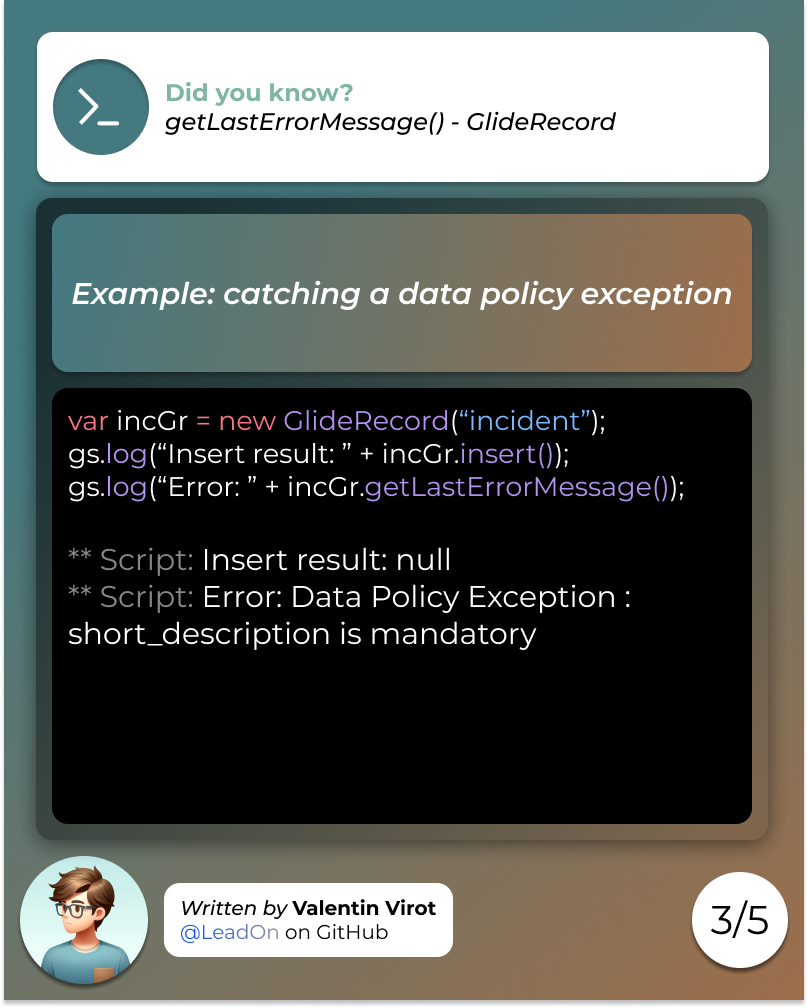 Did you know?
getLastErrorMessage() - GlideRecord
Example: catching a data policy exception
var incGr = new GlideRecord(“incident”);
gs.log(“Insert result: ” + incGr.insert());
gs.log(“Error: ” + incGr.getLastErrorMessage());
** Script: Insert result: null
** Script: Error: Data Policy Exception :
short_description is mandatory
Written by Valentin Virot
@LeadOn on GitHub
3/5